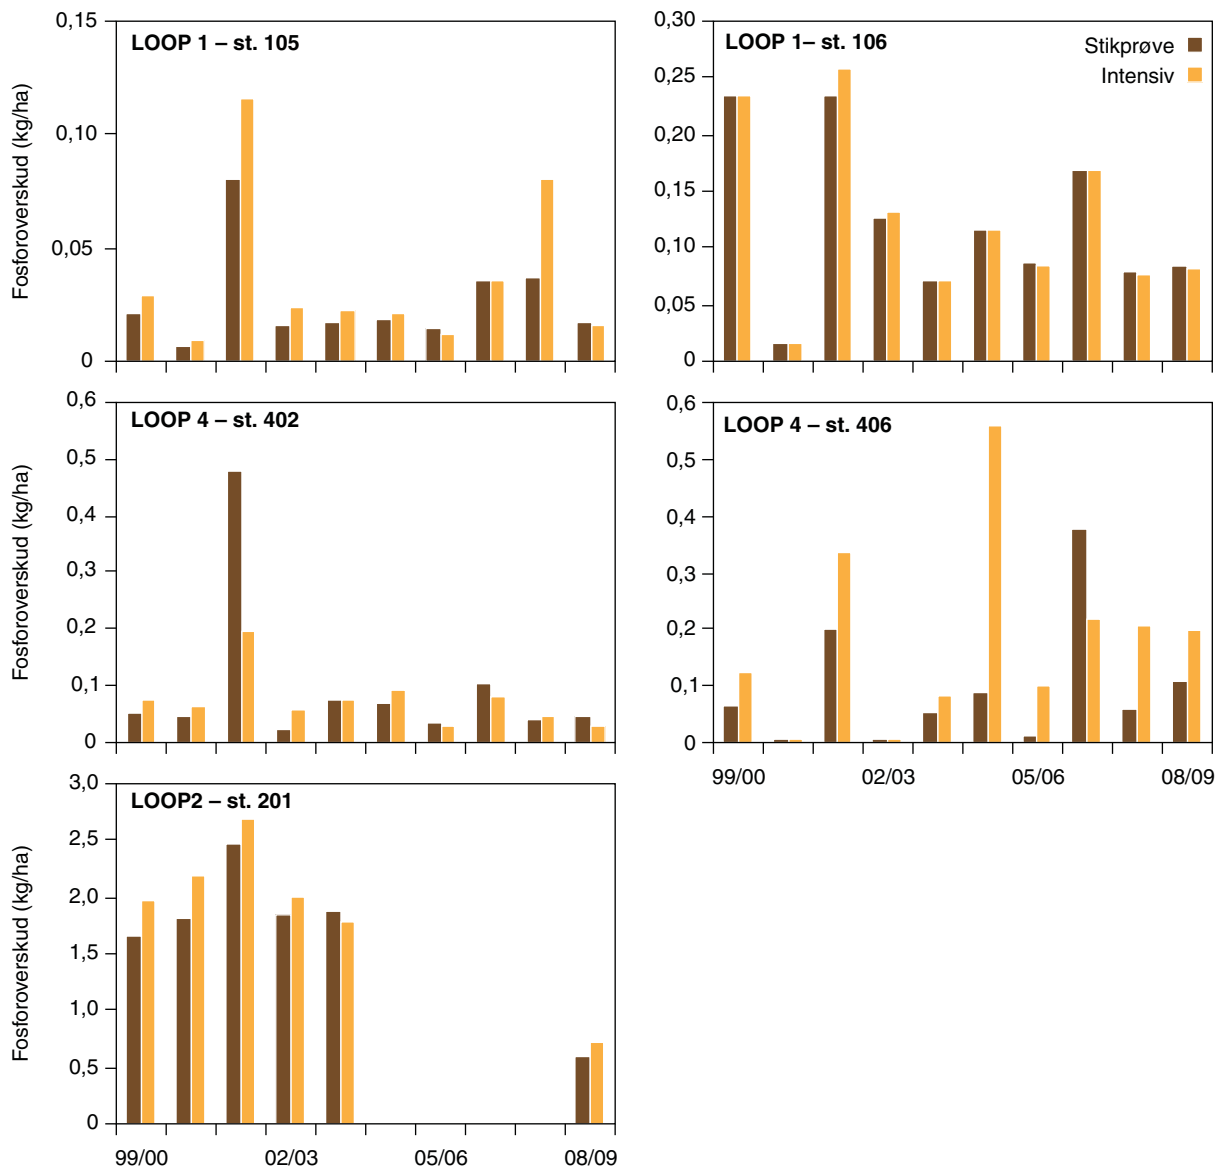 LOOP 1 – st. 105
Fosforoverskud (kg/ha)
0,15
0,10
0,05
0
LOOP 1– st. 106
Stikprøve
Intensiv
0,30
0,25
0,20
0,15
0,10
0,05
0
LOOP 4 – st. 402
Fosforoverskud (kg/ha)
0,6
0,5
0,4
0,3
0,2
0,1
0
LOOP 4 – st. 406
0,6
0,5
0,4
0,3
0,2
0,1
0
99/00 02/03 05/06 08/09
LOOP2 – st. 201
Fosforoverskud (kg/ha)
3,0
2,5
2,0
1,5
1,0
0,5
0
99/00 02/03 05/06 08/09